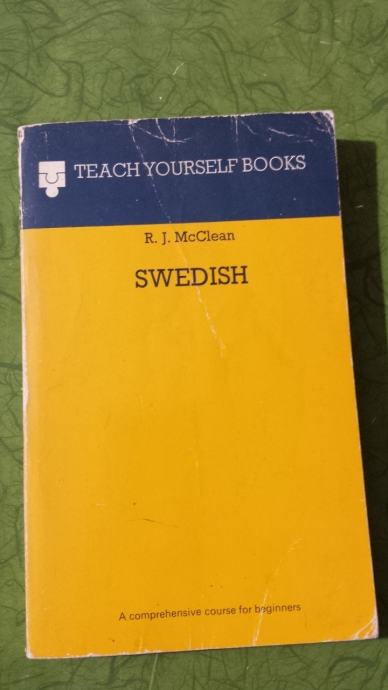 TEACH YOURSELF BOOKS
R. J. McClean
SWEDISH
A comprehensive course for beginners